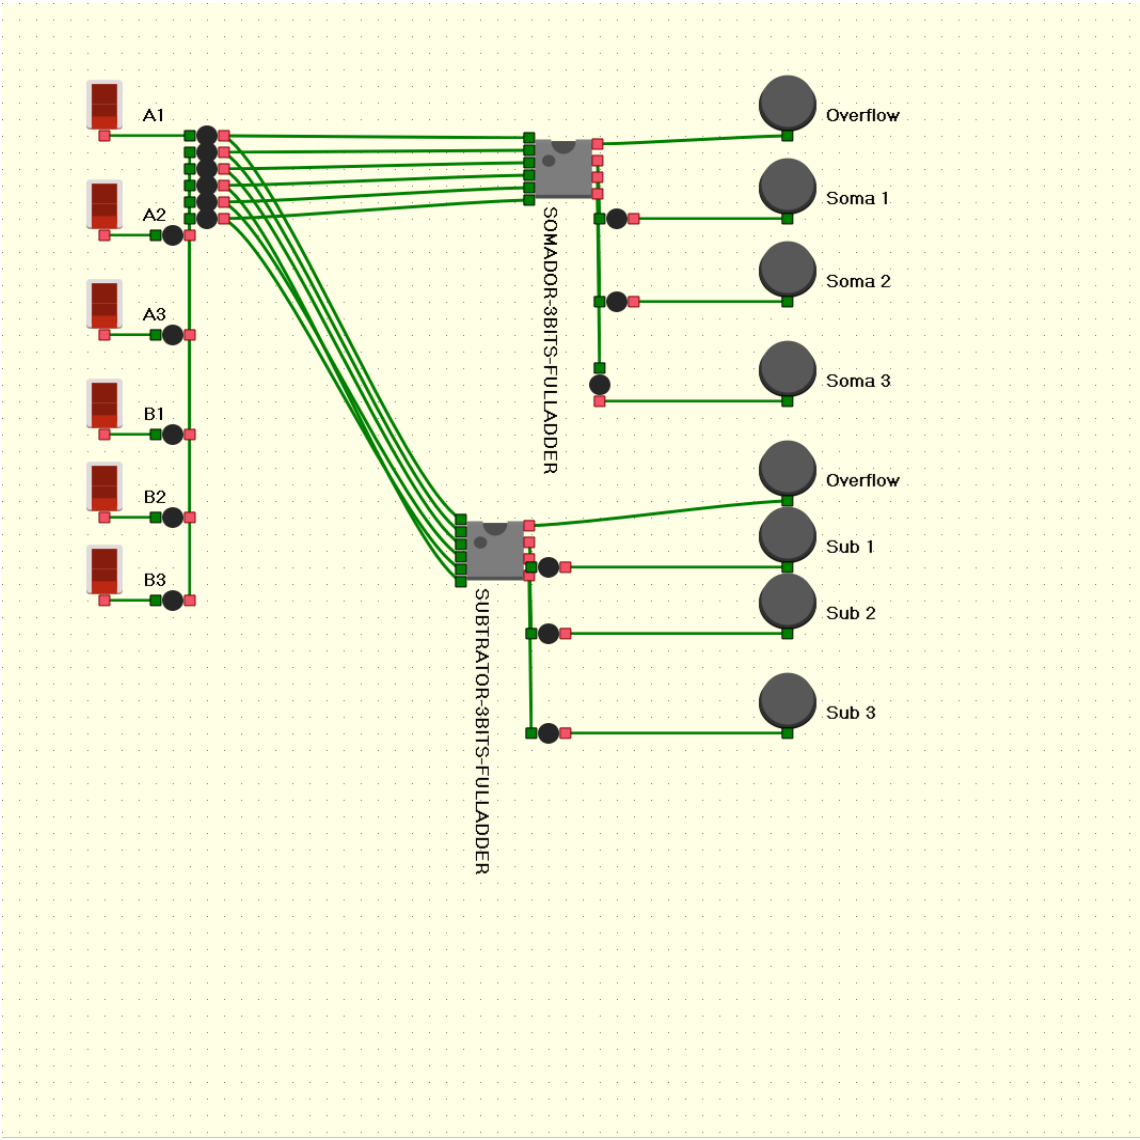 A1
A2
A3
B1
B2
B3
SOMADOR-3BITS-FULLADDER
SUBTRATOR-3BITS-FULLADDER
Overflow
Soma 1
Soma 2
Soma 3
Overflow
Sub 1
Sub 2
Sub 3